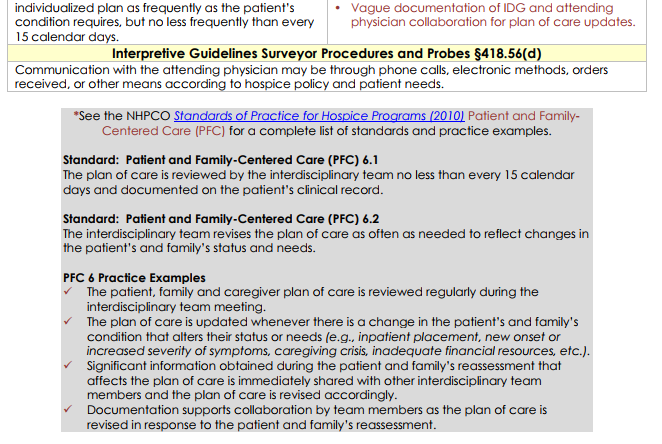 individualized plan as frequently as the patient's
condition requires, but no less frequently than every
15 calendar days.
• Vague documentation of IDG and attending
physician collaboration for plan of care updates.
Interpretive Guidelines Surveyor Procedures and Probes §418.56(d)
Communication with the attending physician may be through phone calls, electronic methods, orders
received, or other means according to hospice policy and patient needs.
*See the NHPCO Standards of Practice for Hospice Programs (2010) Patient and Family-
Centered Care (PFC) for a complete list of standards and practice examples.
Standard: Patient and Family-Centered Care (PFC) 6.1
The plan of care is reviewed by the interdisciplinary team no less than every 15 calendar
days and documented on the patient's clinical record.
Standard: Patient and Family-Centered Care (PFC) 6.2
The interdisciplinary team revises the plan of care as often as needed to reflect changes in
the patient's and family's status and needs.
PFC 6 Practice Examples
✓ The patient, family and caregiver plan of care is reviewed regularly during the
interdisciplinary team meeting.
✓ The plan of care is updated whenever there is a change in the patient's and family's
condition that alters their status or needs (e.g., inpatient placement, new onset or
increased severity of symptoms, caregiving crisis, inadequate financial resources, etc.).
✓ Significant information obtained during the patient and family's reassessment that
affects the plan of care is immediately shared with other interdisciplinary team
members and the plan of care is revised accordingly.
✓ Documentation supports collaboration by team members as the plan of care is
revised in response to the patient and family's reassessment.